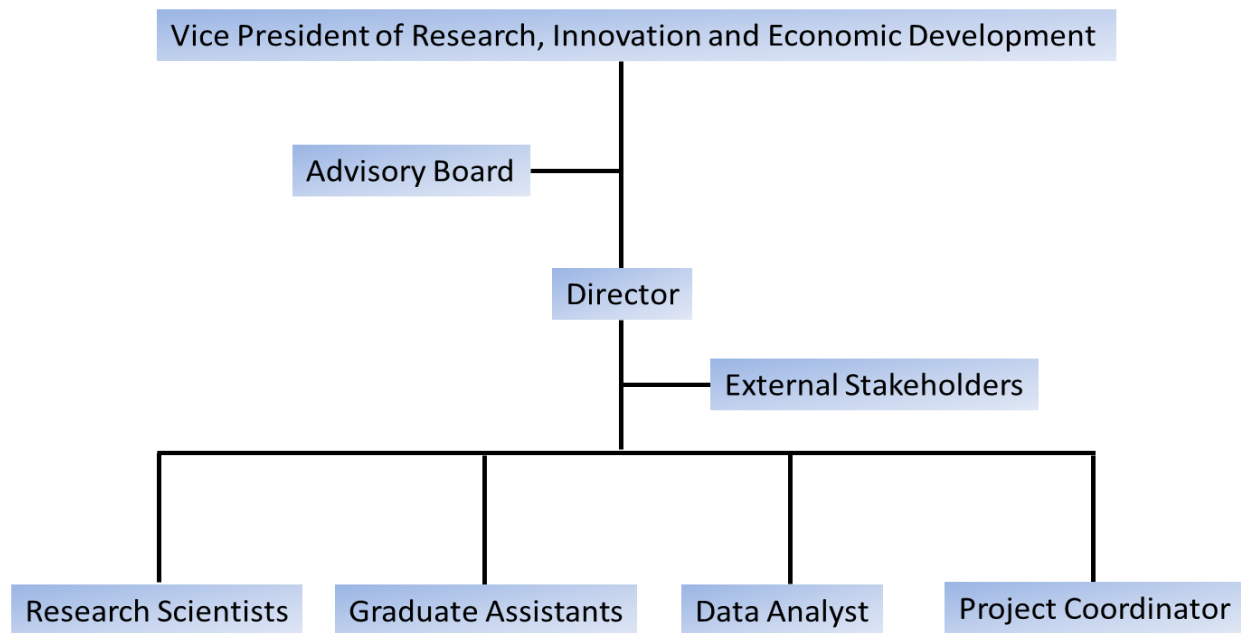 Vice President of Research, Innovation and Economic Development
Advisory Board
Director
External Stakeholders
Research Scientists
Graduate Assistants
Data Analyst
Project Coordinator